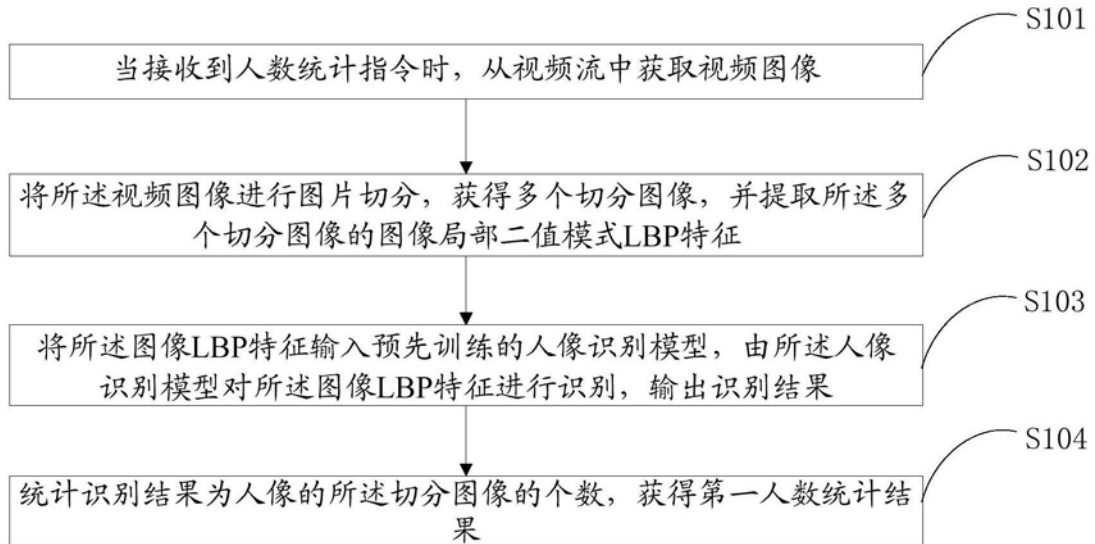 S101
当接收到人数统计指令时，从视频流中获取视频图像
S102
将所述视频图像进行图片切分，获得多个切分图像，并提取所述多
个切分图像的图像局部二值模式LBP特征
S103
将所述图像LBP特征输入预先训练的人像识别模型，由所述人像
识别模型对所述图像LBP特征进行识别，输出识别结果
S104
统计识别结果为人像的所述切分图像的个数，获得第一人数统计结
果